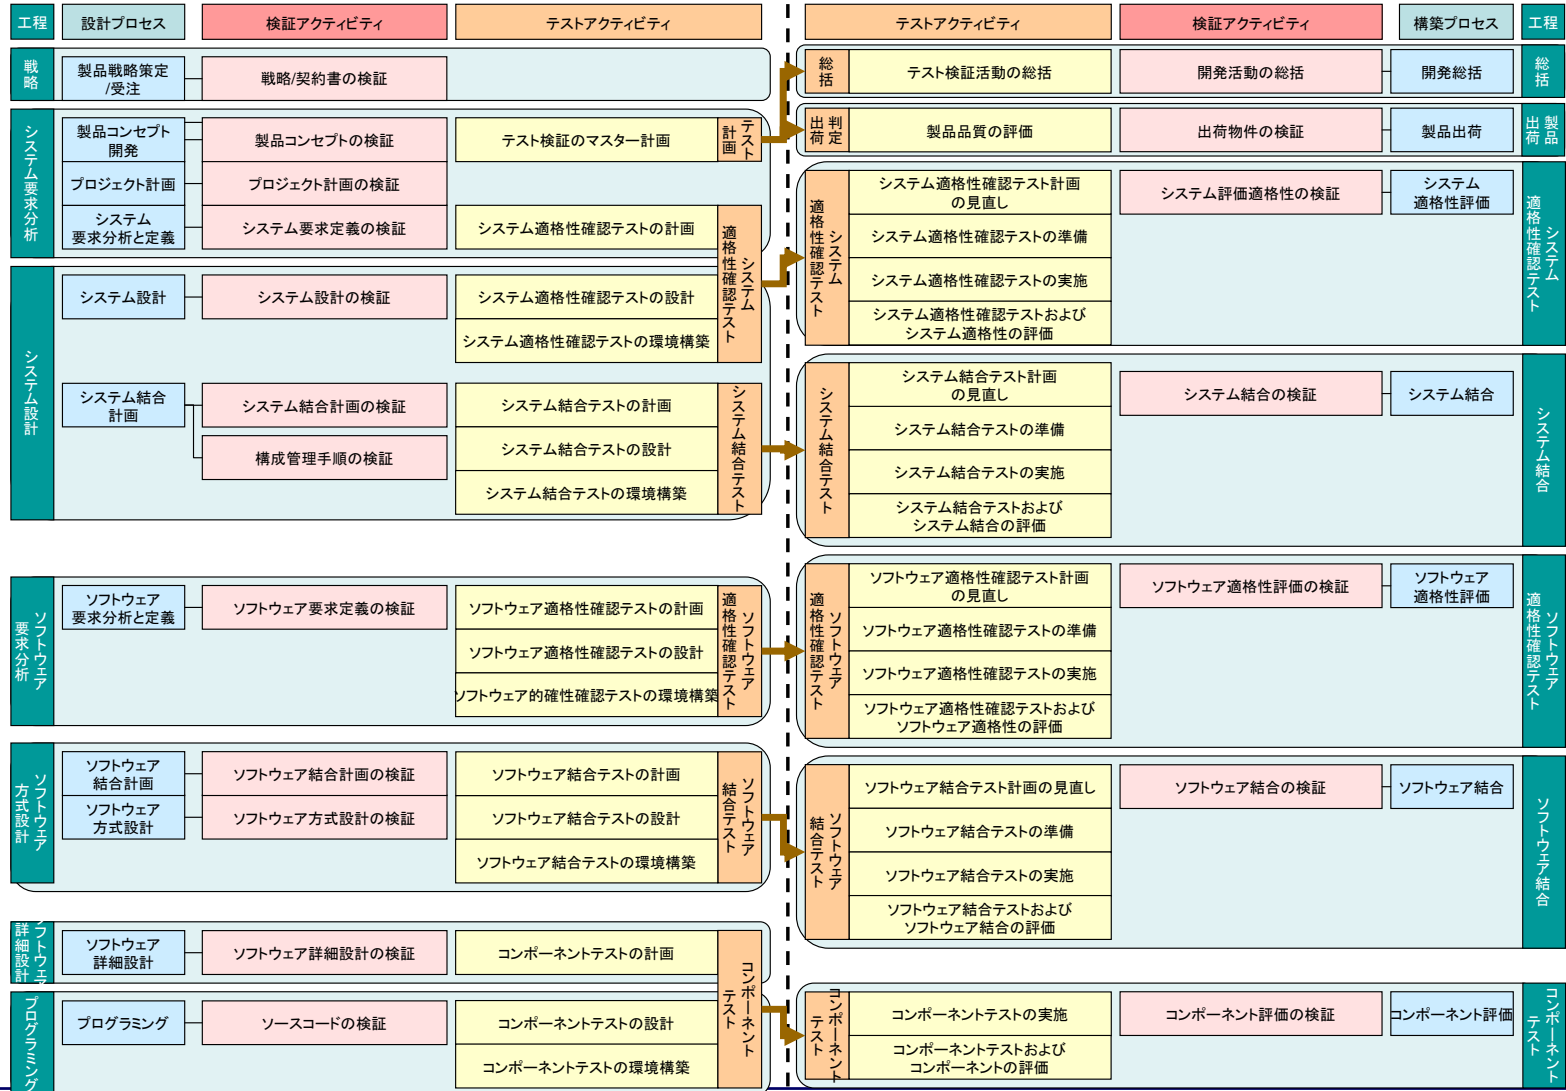 工程
設計プロセス
検証アクティビティ
テストアクティビティ
テストアクティビティ
検証アクティビティ
構築プロセス
工程
戦略
製品戦略策定
/受注
戦略/契約書の検証
システム要求分析
製品コンセプト
開発
製品コンセプトの検証
テスト検証のマスター計画
テスト
計画
プロジェクト計画
プロジェクト計画の検証
システム
要求分析と定義
システム要求定義の検証
システム適格性確認テストの計画
システム
適格性確認テスト
システム設計
システム設計
システム設計の検証
システム適格性確認テストの設計
システム適格性確認テストの環境構築
システム結合
計画
システム結合計画の検証
システム結合テストの計画
システム結合テスト
構成管理手順の検証
システム結合テストの設計
システム結合テストの環境構築
ソフトウェア
要求分析
ソフトウェア
要求分析と定義
ソフトウェア要求定義の検証
ソフトウェア適格性確認テストの計画
ソフトウェア
適格性確認テスト
ソフトウェア適格性確認テストの設計
ソフトウェア的確性確認テストの環境構築
ソフトウェア
方式設計
ソフトウェア
結合計画
ソフトウェア結合計画の検証
ソフトウェア結合テストの計画
ソフトウェア
結合テスト
ソフトウェア
方式設計
ソフトウェア方式設計の検証
ソフトウェア結合テストの設計
ソフトウェア結合テストの環境構築
ソフトウェア
詳細設計
ソフトウェア
詳細設計
ソフトウェア詳細設計の検証
コンポーネントテストの計画
コンポーネント
テスト
プログラミング
プログラミング
ソースコードの検証
コンポーネントテストの設計
コンポーネントテストの環境構築
総括
テスト検証活動の総括
開発活動の総括
開発総括
総括
判定
出荷
製品品質の評価
出荷物件の検証
製品出荷
製品
出荷
システム
適格性確認テスト
システム適格性確認テスト計画
の見直し
システム評価適格性の検証
システム
適格性評価
システム
適格性確認テスト
システム適格性確認テストの準備
システム適格性確認テストの実施
システム適格性確認テストおよび
システム適格性の評価
システム結合テスト
システム結合テスト計画
の見直し
システム結合の検証
システム結合
システム結合
システム結合テストの準備
システム結合テストの実施
システム結合テストおよび
システム結合の評価
ソフトウェア
適格性確認テスト
ソフトウェア適格性確認テスト計画
の見直し
ソフトウェア適格性評価の検証
ソフトウェア
適格性評価
ソフトウェア
適格性確認テスト
ソフトウェア適格性確認テストの準備
ソフトウェア適格性確認テストの実施
ソフトウェア適格性確認テストおよび
ソフトウェア適格性の評価
ソフトウェア
結合テスト
ソフトウェア結合テスト計画の見直し
ソフトウェア結合の検証
ソフトウェア結合
ソフトウェア結合
ソフトウェア結合テストの準備
ソフトウェア結合テストの実施
ソフトウェア結合テストおよび
ソフトウェア結合の評価
コンポーネント
テスト
コンポーネントテストの実施
コンポーネント評価の検証
コンポーネント評価
コンポーネント
テスト
コンポーネントテストおよび
コンポーネントの評価